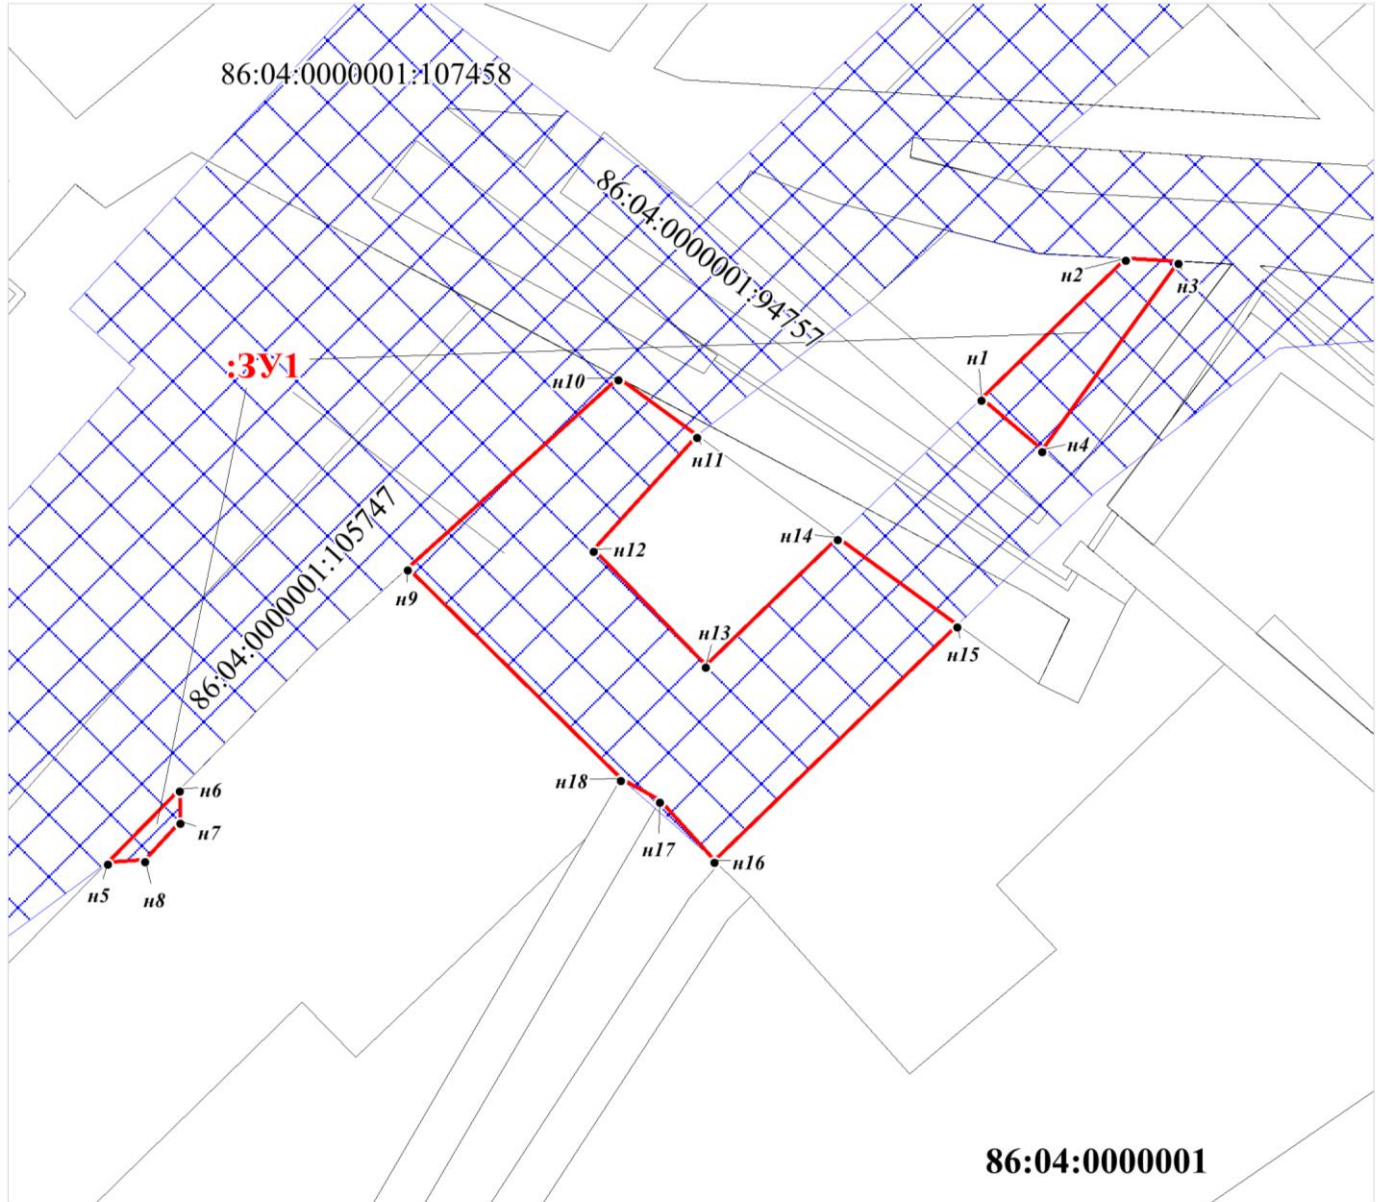 86:04:0000001:107458
86:04:0000001:94757
н2
н3
н1
:ЗУ1
н10
н11
н4
86:04:0000001:105747
н14
н12
н9
н13
н15
н18
н6
н7
н17
н16
н5
н8
86:04:0000001